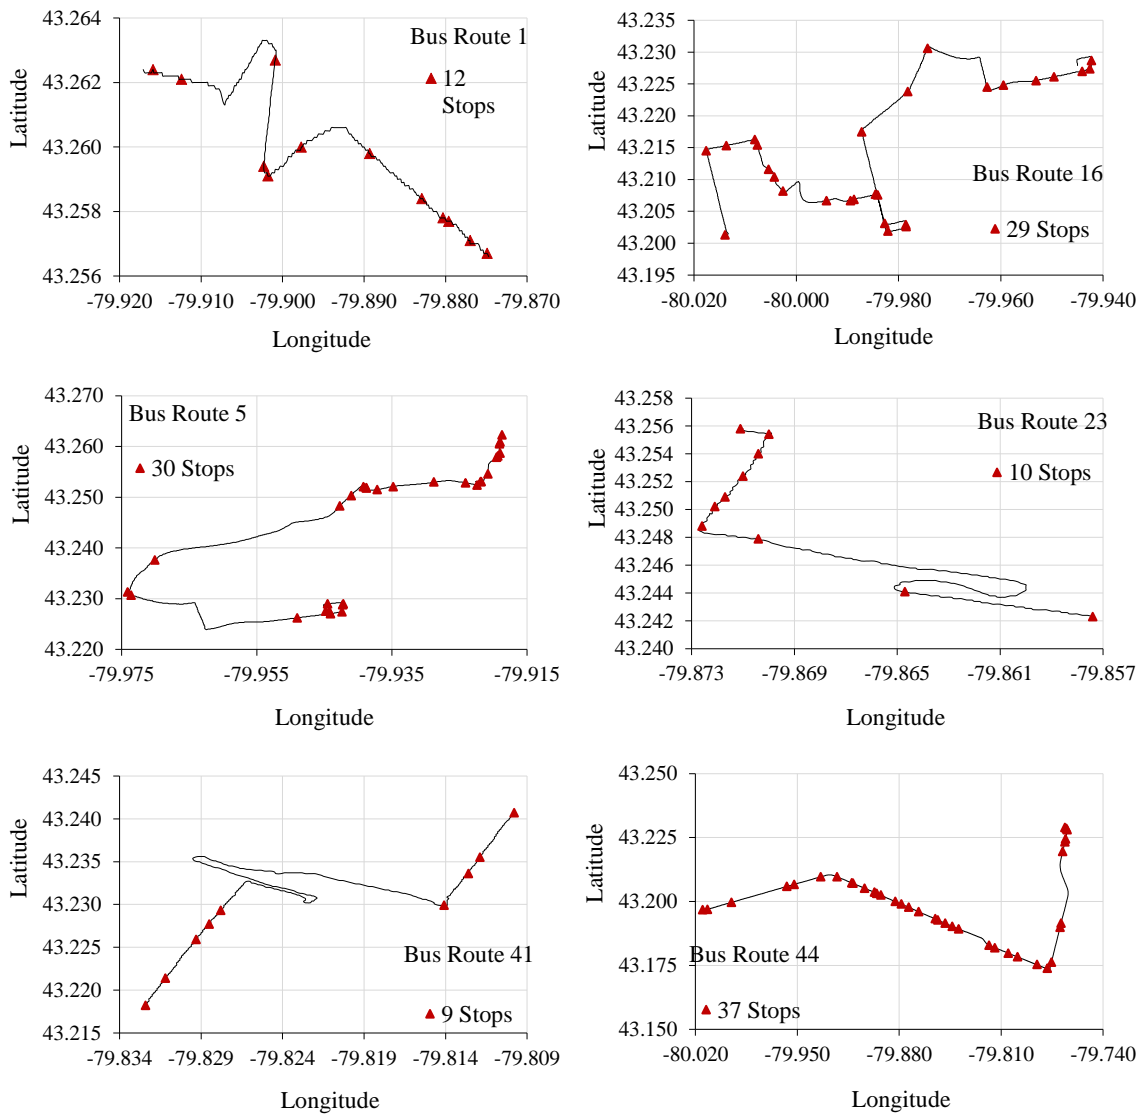 43.264
43.262
43.260
43.258
43.256
-79.920 -79.910 -79.900 -79.890 -79.880 -79.870
Latitude
Longitude
Bus Route 1
12
Stops
43.235
43.230
43.225
43.220
43.215
43.210
43.205
43.200
43.195
-80.020 -80.000 -79.980 -79.960 -79.940
Latitude
Longitude
Bus Route 16
29 Stops
43.270
43.260
43.250
43.240
43.230
43.220
-79.975 -79.955 -79.935 -79.915
Latitude
Longitude
Bus Route 5
30 Stops
43.258
43.256
43.254
43.252
43.250
43.248
43.246
43.244
43.242
43.240
-79.873 -79.869 -79.865 -79.861 -79.857
Latitude
Longitude
Bus Route 23
10 Stops
43.245
43.240
43.235
43.230
43.225
43.220
43.215
-79.834 -79.829 -79.824 -79.819 -79.814 -79.809
Latitude
Longitude
Bus Route 41
9 Stops
43.250
43.225
43.200
43.175
43.150
-80.020 -79.950 -79.880 -79.810 -79.740
Latitude
Longitude
Bus Route 44
37 Stops